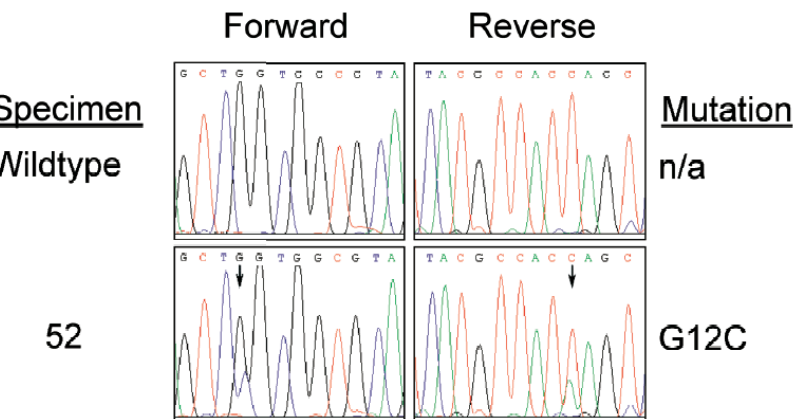 Forward Reverse
Specimen Mutation
Wildtype n/a
G C T G G T G G C G T A T A C G C C A C C A G C
G C T G G T G G C G T A T A C G C C A C C A G C
52 G12C